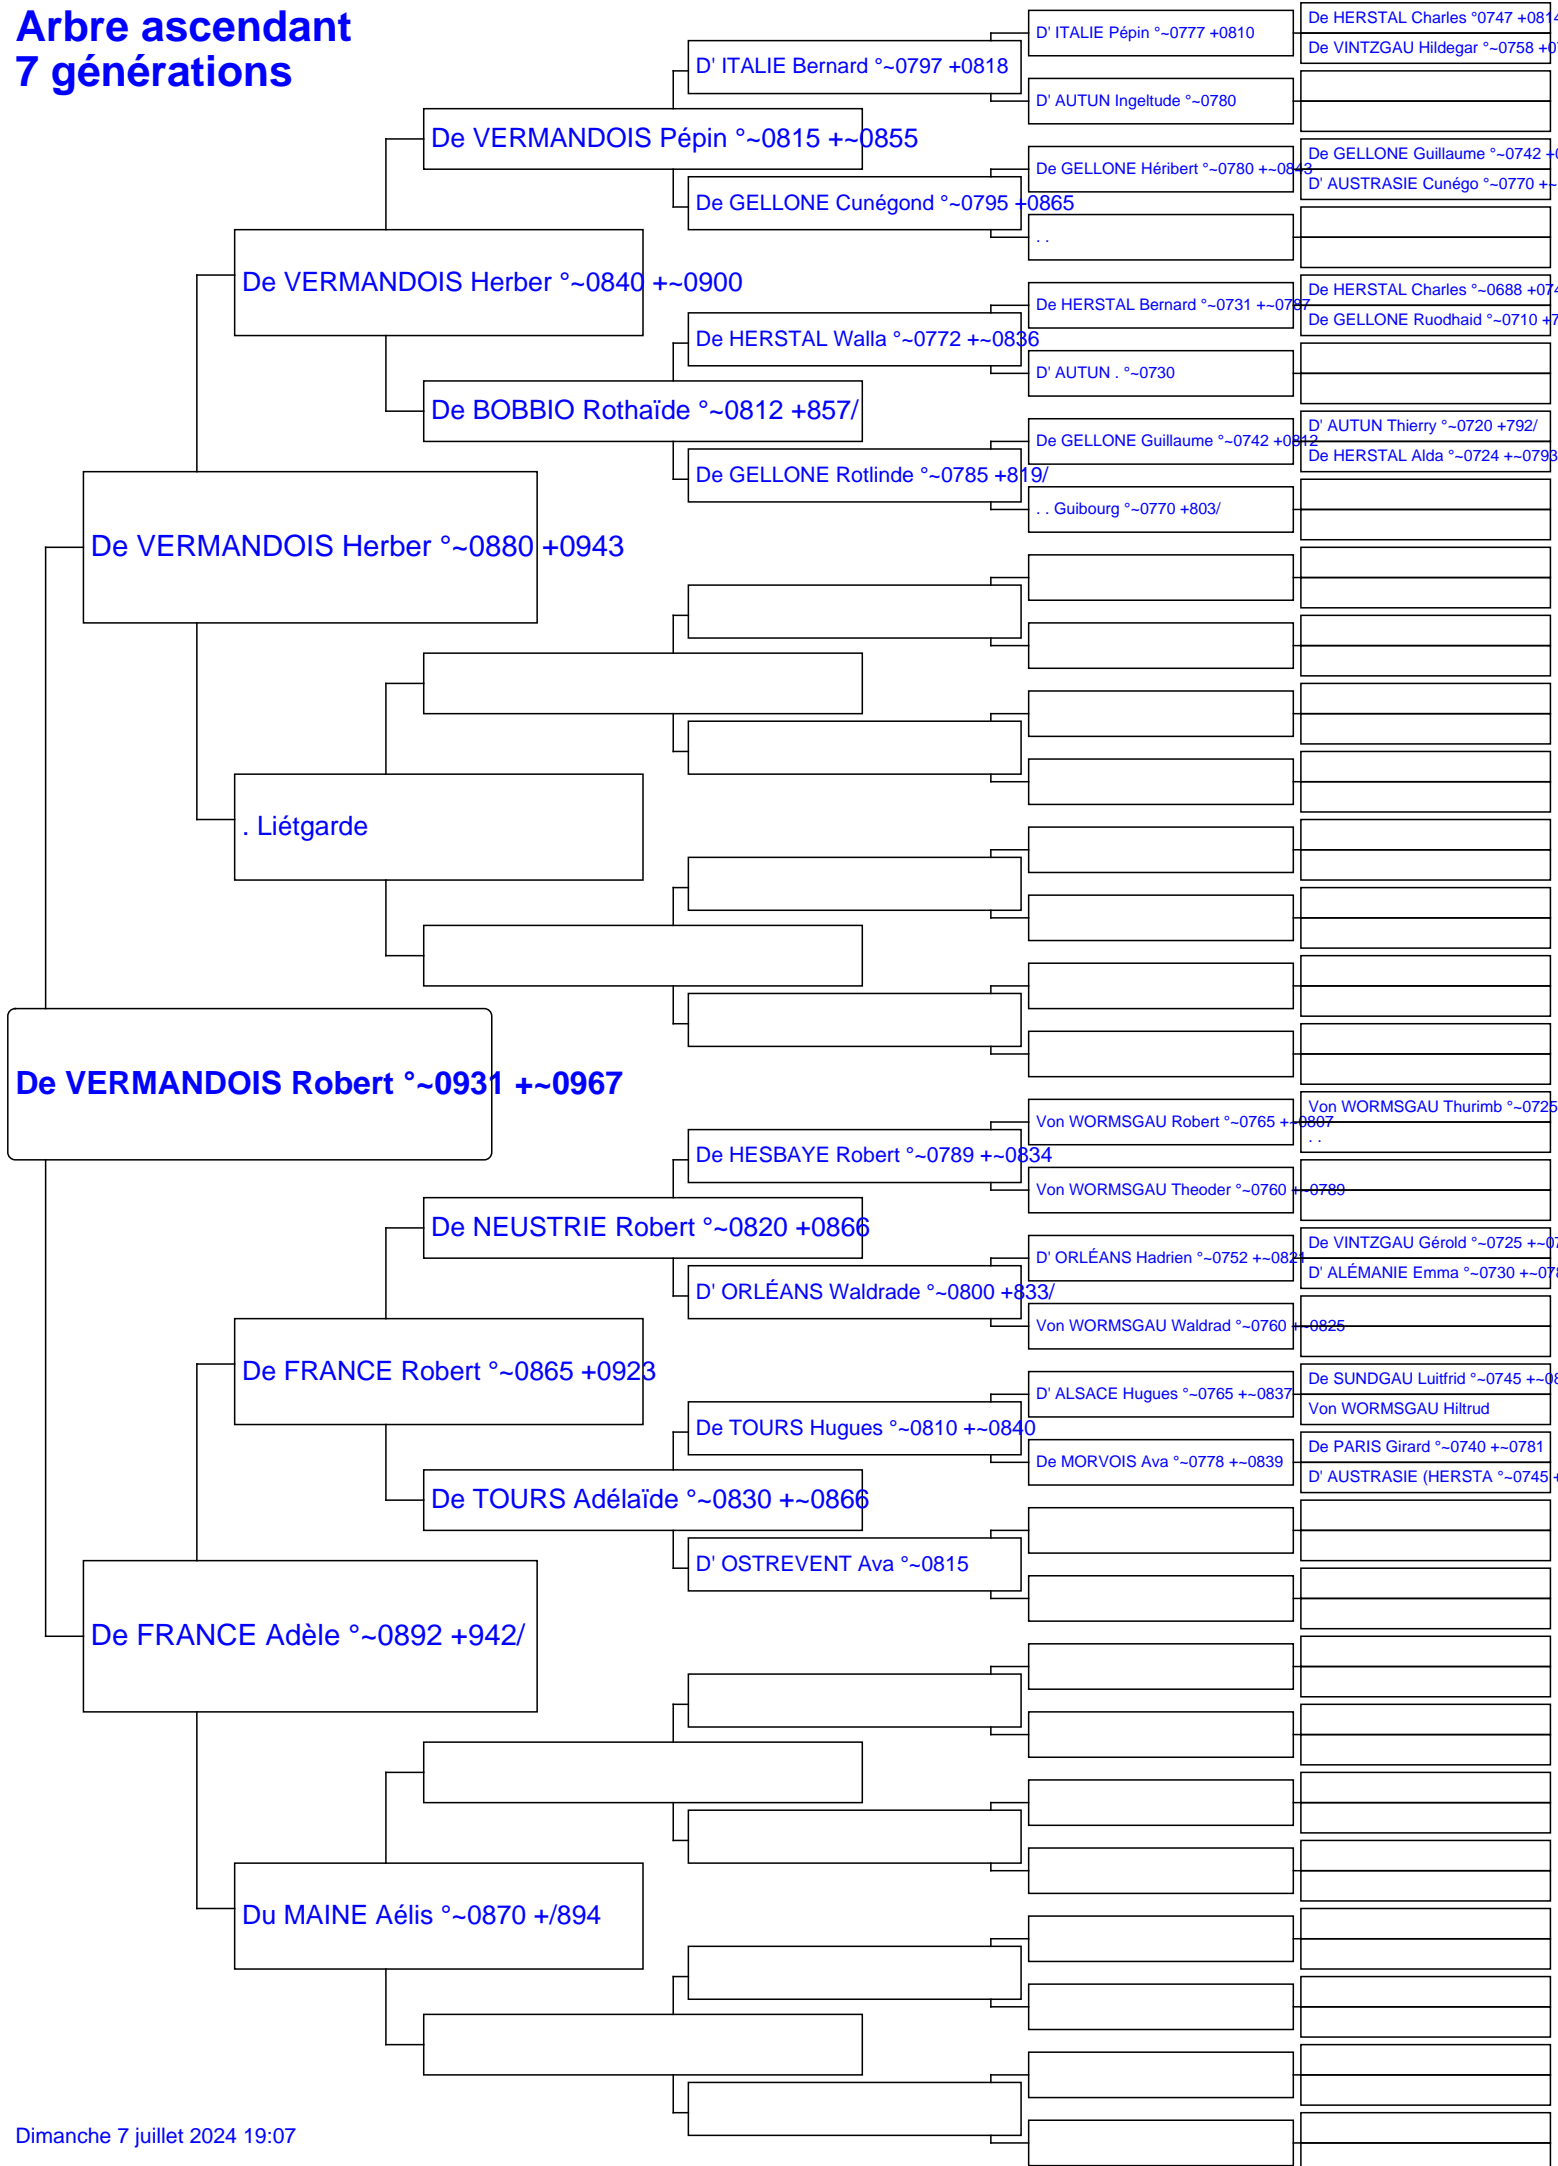 Arbre ascendant
7 générations
De VERMANDOIS Robert °~0931 +~0967
De VERMANDOIS Herber °~0880 +0943
De FRANCE Adèle °~0892 +942/
De VERMANDOIS Herber °~0840 +~0900
. Liétgarde
De FRANCE Robert °~0865 +0923
Du MAINE Aélis °~0870 +/894
De VERMANDOIS Pépin °~0815 +~0855
De BOBBIO Rothaïde °~0812 +857/
De NEUSTRIE Robert °~0820 +0866
De TOURS Adélaïde °~0830 +~0866
D' ITALIE Bernard °~0797 +0818
De GELLONE Cunégond °~0795 +0865
De HERSTAL Walla °~0772 +~0836
De GELLONE Rotlinde °~0785 +819/
De HESBAYE Robert °~0789 +~0834
D' ORLÉANS Waldrade °~0800 +833/
De TOURS Hugues °~0810 +~0840
D' OSTREVENT Ava °~0815
D' ITALIE Pépin °~0777 +0810
D' AUTUN Ingeltude °~0780
De GELLONE Héribert °~0780 +~0843
. .
De HERSTAL Bernard °~0731 +~0787
D' AUTUN . °~0730
De GELLONE Guillaume °~0742 +0812
. . Guibourg °~0770 +803/
Von WORMSGAU Robert °~0765 +~0807
Von WORMSGAU Theoder °~0760 +~0789
D' ORLÉANS Hadrien °~0752 +~0821
Von WORMSGAU Waldrad °~0760 +~0825
D' ALSACE Hugues °~0765 +~0837
De MORVOIS Ava °~0778 +~0839
De HERSTAL Charles °0747 +0814
De VINTZGAU Hildegar °~0758 +0
De GELLONE Guillaume °~0742 +0
D' AUSTRASIE Cunégo °~0770 +~
De HERSTAL Charles °~0688 +074
De GELLONE Ruodhaid °~0710 +7
D' AUTUN Thierry °~0720 +792/
De HERSTAL Alda °~0724 +~0793
Von WORMSGAU Thurimb °~0725
. .
De VINTZGAU Gérold °~0725 +~07
D' ALÉMANIE Emma °~0730 +~078
De SUNDGAU Luitfrid °~0745 +~08
Von WORMSGAU Hiltrud
De PARIS Girard °~0740 +~0781
D' AUSTRASIE (HERSTA °~0745 +
Dimanche 7 juillet 2024 19:07